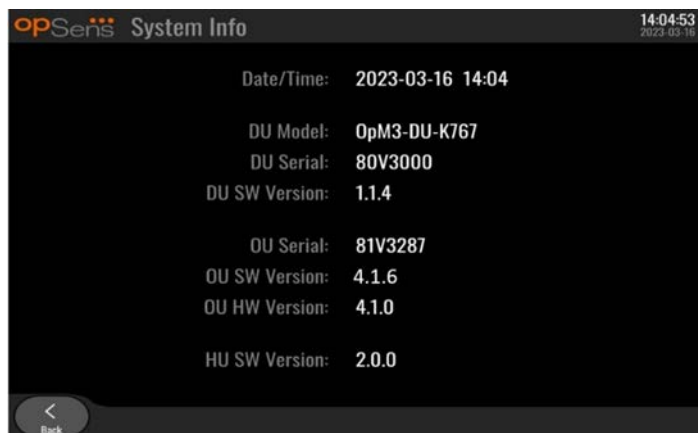 opSens System Info
14:04:53
2023-03-16
Date/Time: 2023-03-16 14:04
DU Model: OpM3-DU-K767
DU Serial: 80V3000
DU SW Version: 1.1.4
OU Serial: 81V3287
OU SW Version: 4.1.6
OU HW Version: 4.1.0
HU SW Version: 2.0.0
< Back